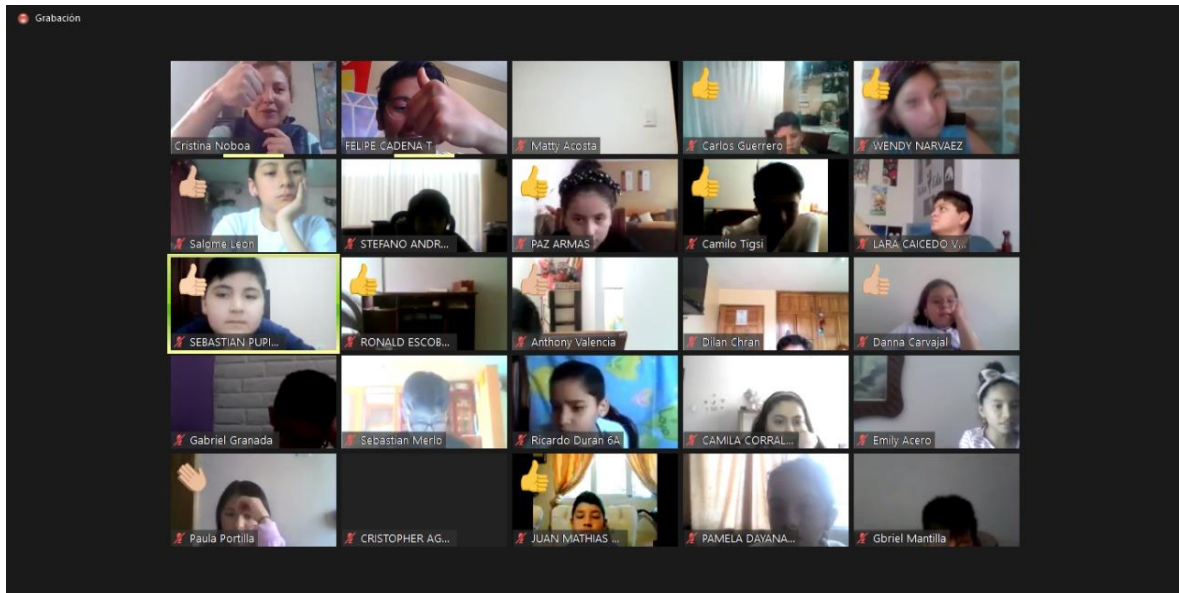 Grabación
Cristina Noboa
FELIPE CADENA T
Matty Acosta
Carlos Guerrero
WENDY NARVAEZ
Salome Leon
STEFANO ANDR...
PAZ ARMAS
Camilo Tigsi
LARA CAICEDO V...
SEBASTIAN PUPI...
RONALD ESCOB...
Anthony Valencia
Dilan Chran
Danna Carvajal
Gabriel Granada
Sebastian Merlo
Ricardo Duran 6A
CAMILA CORRAL...
Emily Acero
Paula Portilla
CRISTOPHER AG...
JUAN MATHIAS ...
PAMELA DAYANA...
Gbriel Mantilla